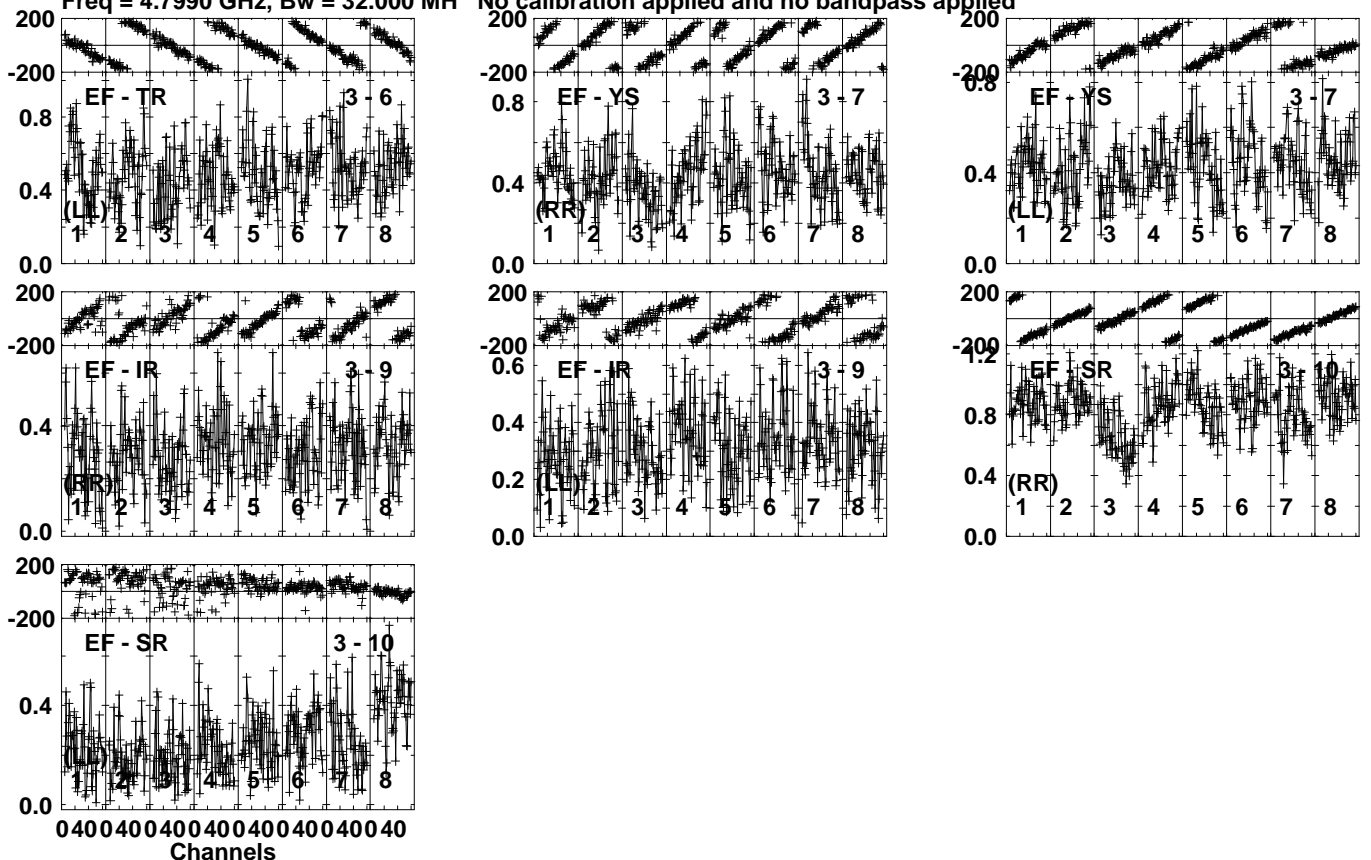 Freq = 4.7990 GHz, Bw = 32.000 MH No calibration applied and no bandpass applied
200
-200
EF - TR 3 - 6
0.8
0.4
(LL)
1 2 3 4 5 6 7 8
0.0
200
-200
EF - YS 3 - 7
0.8
0.4
(RR)
1 2 3 4 5 6 7 8
0.0
200
-200
0.8
EF - YS 3 - 7
0.4
(LL)
1 2 3 4 5 6 7 8
0.0
200
-200
EF - IR 3 - 9
0.4
(RR)
1 2 3 4 5 6 7 8
0.0
200
-200
0.6
EF - IR 3 - 9
0.4
0.2
(LL)
1 2 3 4 5 6 7 8
0.0
200
-200
1.2
EF - SR 3 - 10
0.8
0.4
(RR)
1 2 3 4 5 6 7 8
0.0
200
-200
EF - SR 3 - 10
0.4
(LL)
1 2 3 4 5 6 7 8
0.0
0 40 0 40 0 40 0 40 0 40 0 40 0 40 0 40
Channels